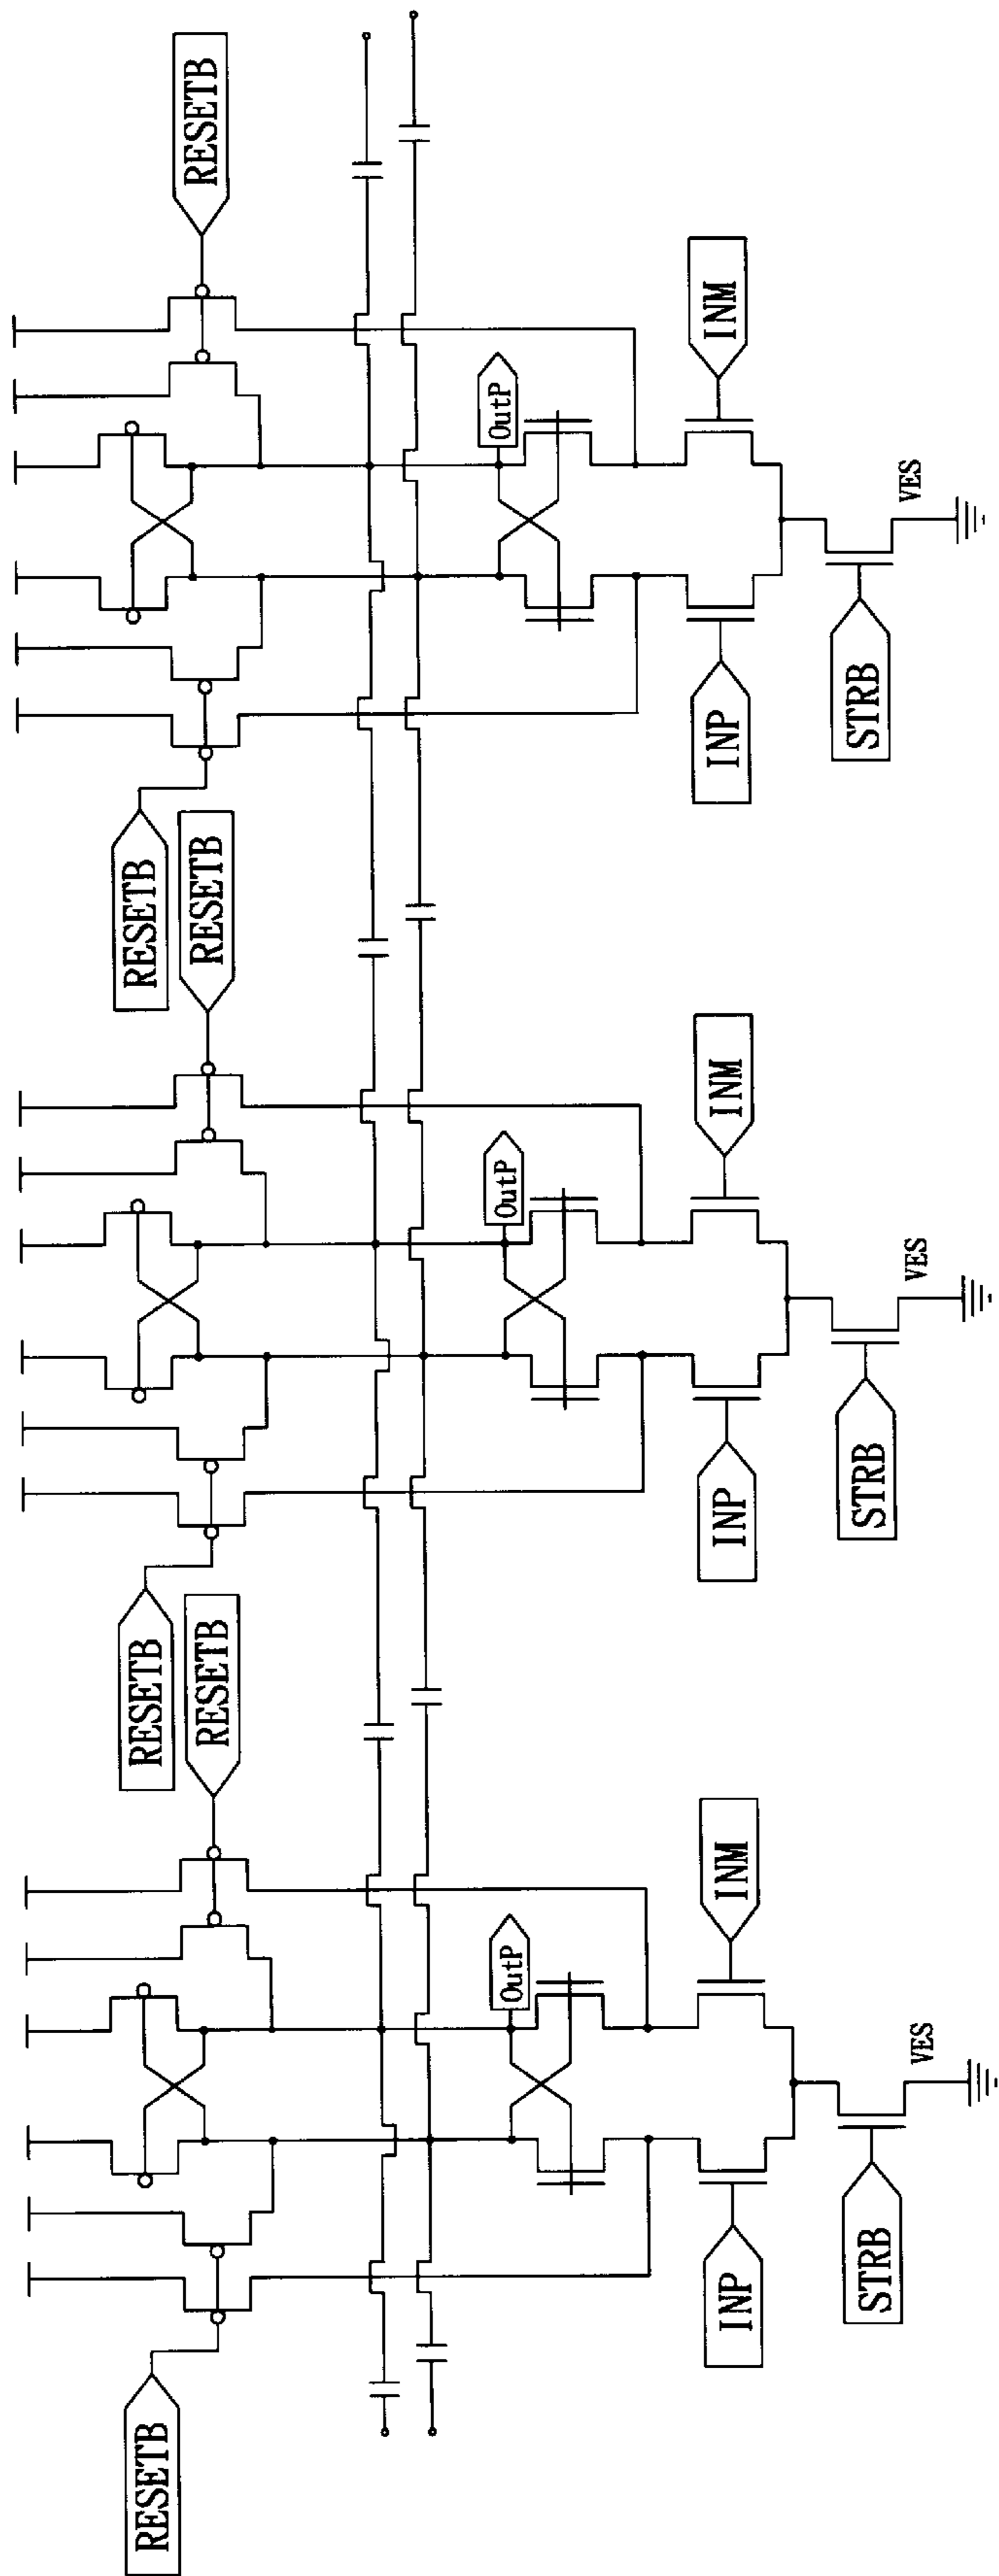 RESETB
RESETB
OutP
INP
INM
STRB
VES
RESETB
RESETB
OutP
INP
INM
STRB
VES
RESETB
RESETB
OutP
INP
INM
STRB
VES